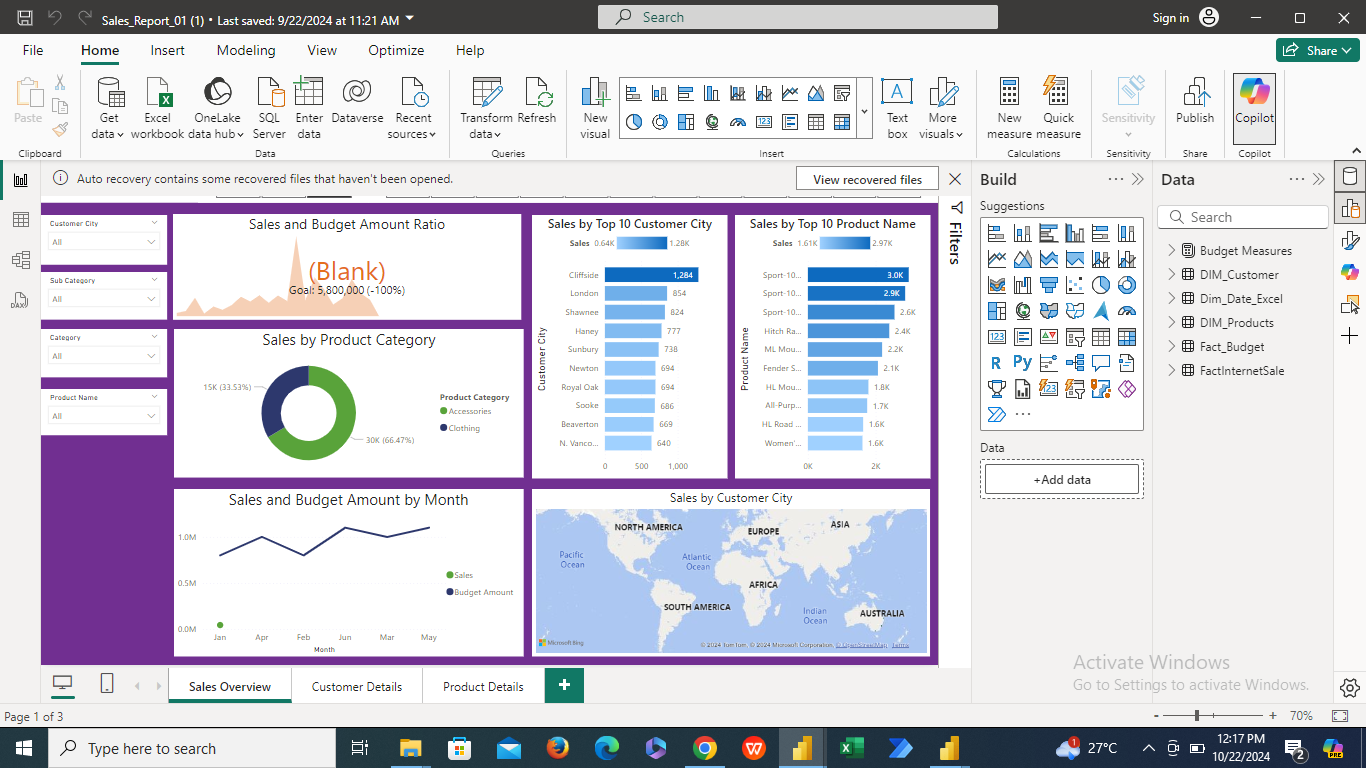 Sales_Report_01 (1) • Last saved: 9/22/2024 at 11:21 AM
Search
Sign in
File
Home
Insert
Modeling
View
Optimize
Help
Share
Paste
Get data
Excel workbook
OneLake data hub
SQL Server
Enter data
Dataverse
Recent sources
Transform data
Refresh
New visual
Text box
More visuals
New measure
Quick measure
Sensitivity
Publish
Copilot
Clipboard
Data
Queries
Insert
Calculations
Sensitivity
Share
Copilot
Auto recovery contains some recovered files that haven't been opened.
View recovered files
Customer City
All
Sub Category
All
Category
All
Product Name
All
Sales and Budget Amount Ratio
(Blank)
Goal: 5,800,000 (-100%)
Sales by Product Category
15K (33.53%)
30K (66.47%)
Product Category
Accessories
Clothing
Sales by Top 10 Customer City
Sales 0.64K 1.28K
Customer City
Cliffside 1,284
London 854
Shawnee 824
Haney 777
Sunbury 738
Newton 694
Royal Oak 694
Sooke 686
Beaverton 669
N. Vanco... 640
0 500 1,000
Sales by Top 10 Product Name
Sales 1.61K 2.97K
Product Name
Sport-10... 3.0K
Sport-10... 2.9K
Sport-10... 2.6K
Hitch Ra... 2.4K
ML Mou... 2.2K
Fender S... 2.1K
HL Mou... 1.8K
All-Purp... 1.7K
HL Road ... 1.6K
Women'... 1.6K
0K 2K
Sales and Budget Amount by Month
1.0M
0.5M
0.0M
Jan Apr Feb Jun Mar May
Month
Sales
Budget Amount
Sales by Customer City
NORTH AMERICA
EUROPE
ASIA
Pacific Ocean
Atlantic Ocean
AFRICA
SOUTH AMERICA
Indian Ocean
AUSTRALIA
Microsoft Bing
© 2024 TomTom, © 2024 Microsoft Corporation, © OpenStreetMap Terms
Filters
Build
Suggestions
Data
+Add data
Data
Search
Budget Measures
DIM_Customer
Dim_Date_Excel
DIM_Products
Fact_Budget
FactInternetSale
Activate Windows
Go to Settings to activate Windows.
Sales Overview
Customer Details
Product Details
Page 1 of 3
70%
Type here to search
27°C
12:17 PM
10/22/2024